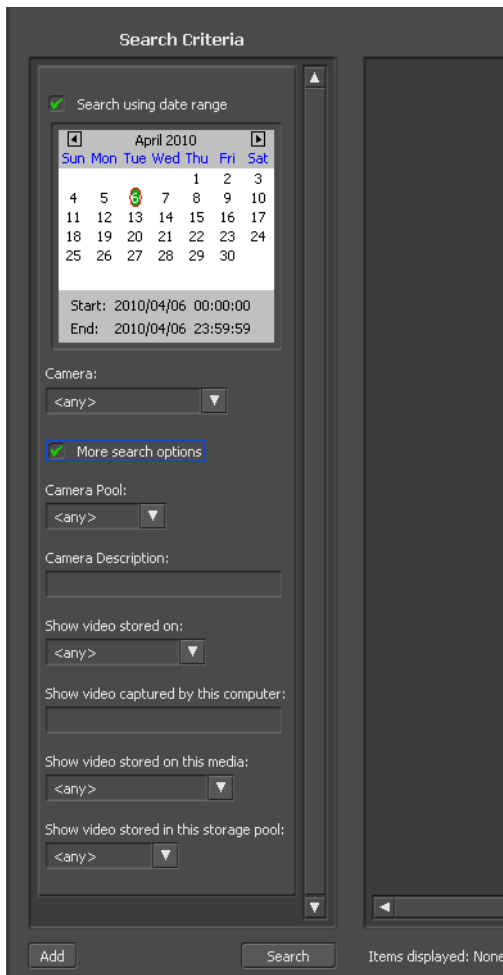 Search Criteria
Search using date range
April 2010
Sun Mon Tue Wed Thu Fri Sat
1 2 3
4 5 6 7 8 9 10
11 12 13 14 15 16 17
18 19 20 21 22 23 24
25 26 27 28 29 30
Start: 2010/04/06 00:00:00
End: 2010/04/06 23:59:59
Camera:
<any>
More search options
Camera Pool:
<any>
Camera Description:
Show video stored on:
<any>
Show video captured by this computer:
Show video stored on this media:
<any>
Show video stored in this storage pool:
<any>
Add
Search
Items displayed: None